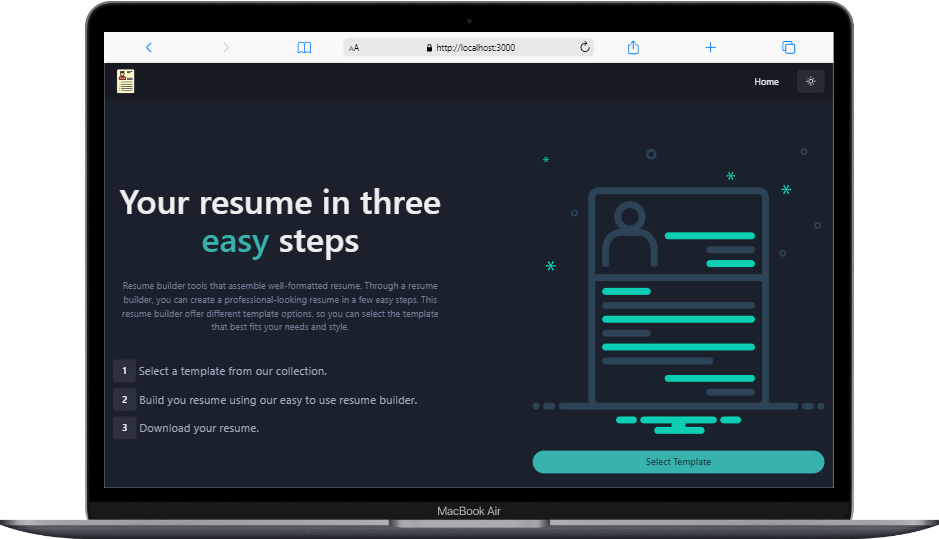 AA http://localhost:3000
Home
Your resume in three
easy steps
Resume builder tools that assemble well-formatted resume. Through a resume
builder, you can create a professional-looking resume in a few easy steps. This
resume builder offer different template options, so you can select the template
that best fits your needs and style.
1 Select a template from our collection.
2 Build you resume using our easy to use resume builder.
3 Download your resume.
Select Template
MacBook Air